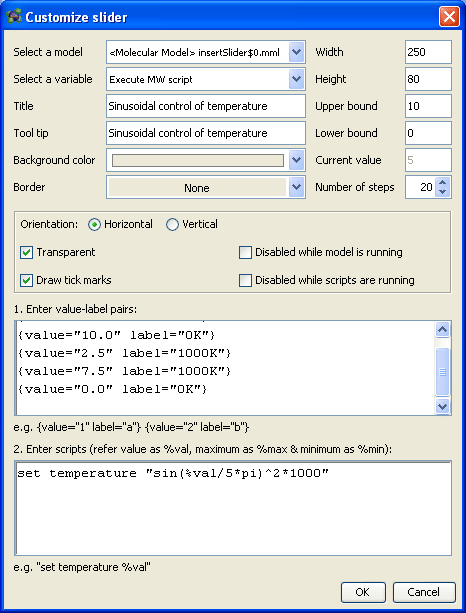 Customize slider
Select a model <Molecular Model> insertSlider$0.mml Width 250
Select a variable Execute MW script Height 80
Title Sinusoidal control of temperature Upper bound 10
Tool tip Sinusoidal control of temperature Lower bound 0
Background color Current value 5
Border None Number of steps 20
Orientation: Horizontal Vertical
Transparent Disabled while model is running
Draw tick marks Disabled while scripts are running
1. Enter value-label pairs:
{value="10.0" label="0K"}
{value="2.5" label="1000K"}
{value="7.5" label="1000K"}
{value="0.0" label="0K"}
e.g. {value="1" label="a"} {value="2" label="b"}
2. Enter scripts (refer value as %val, maximum as %max & minimum as %min):
set temperature "sin(%val/5*pi)^2*1000"
e.g. "set temperature %val"
OK Cancel